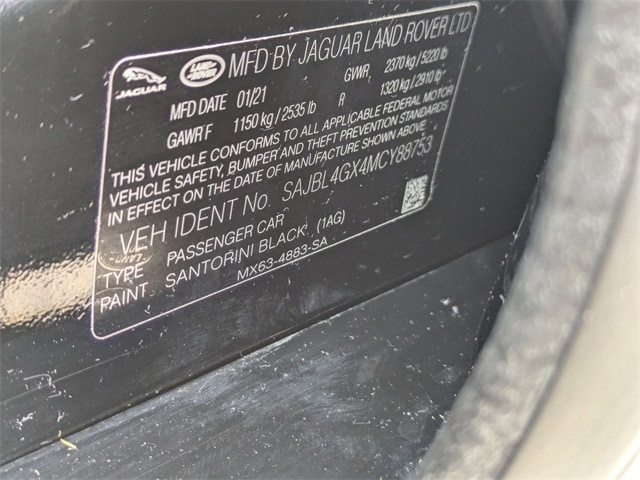 JAGUAR LAND ROVER MFD BY JAGUAR LAND ROVER LTD
MFD DATE 01/21 GVWR, 2370 kg / 5220 lb
GAWR F 1150 kg / 2535 lb R 1320 kg / 2910 lb
THIS VEHICLE CONFORMS TO ALL APPLICABLE FEDERAL MOTOR
VEHICLE SAFETY, BUMPER AND THEFT PREVENTION STANDARDS
IN EFFECT ON THE DATE OF MANUFACTURE SHOWN ABOVE
VEH IDENT No. SAJBL4GX4MCY88753
TYPE PASSENGER CAR
PAINT SANTORINI BLACK (1AG)
MX63-4883-SA